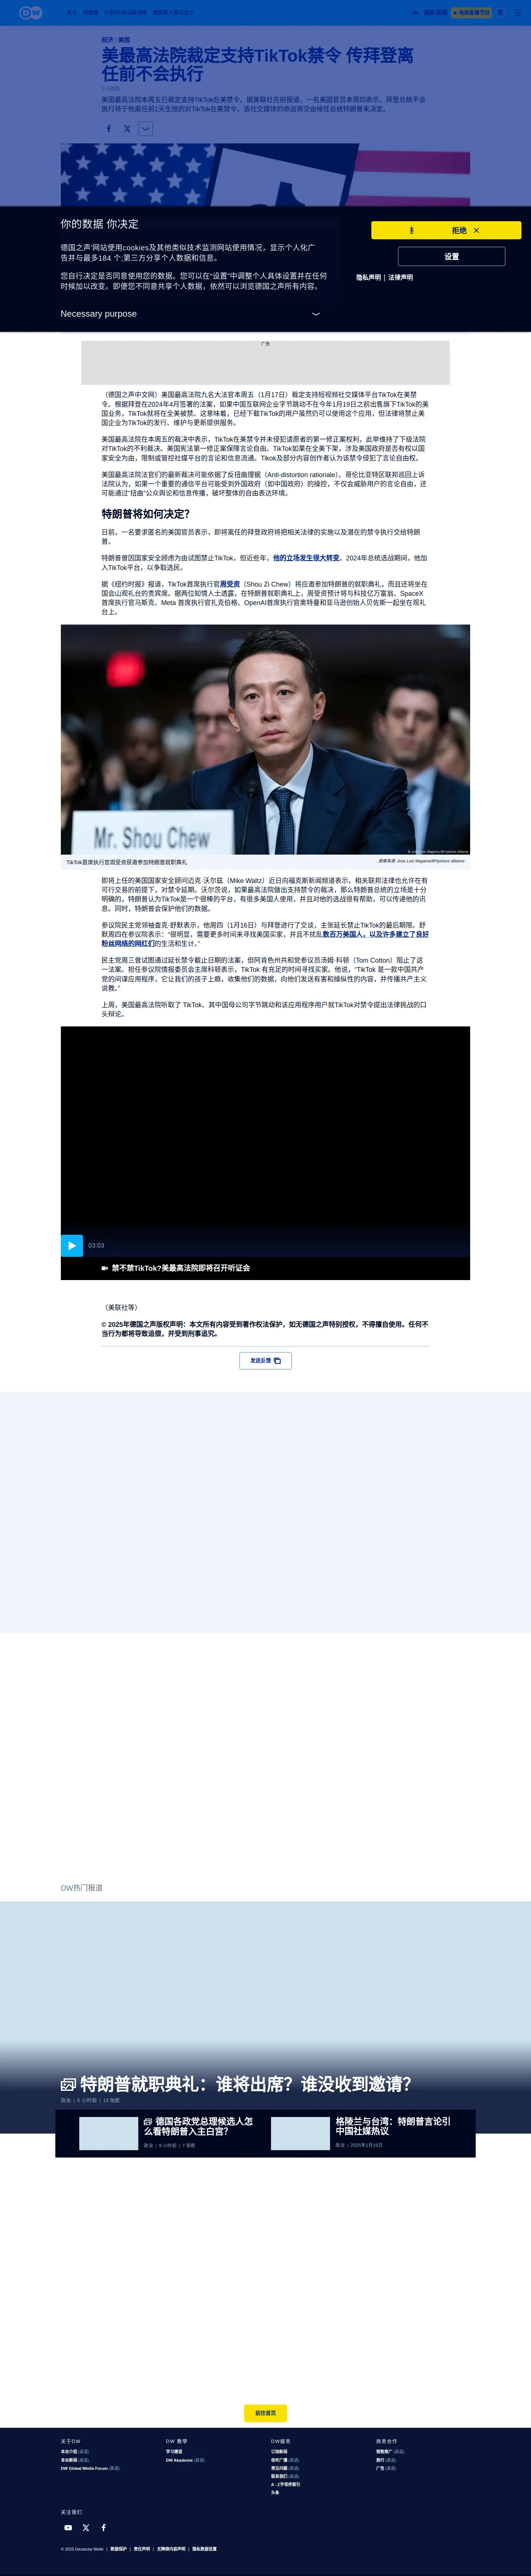 DW
经济 | 美国
美最高法院裁定支持TikTok禁令 传拜登离
任前不会执行
5 小时前
美国最高法院本周五已裁定支持TikTok在美禁令。据美联社先前报道，一名美国官员本周四表示，拜登总统不会
执行将于他离任前1天生效的对TikTok在美禁令。该社交媒体的命运将交由候任总统特朗普来决定。
你的数据 你决定
德国之声'网站使用cookies及其他类似技术监测网站使用情况，显示个人化广
告并与最多184 个;第三方分享个人数据和信息。
您自行决定是否同意使用您的数据。您可以在"设置"中调整个人具体设置并在任何
时候加以改变。即使您不同意共享个人数据，依然可以浏览德国之声所有内容。
Necessary purpose
拒绝
设置
隐私声明 | 法律声明
广告
（德国之声中文网）美国最高法院九名大法官本周五（1月17日）裁定支持短视频社交媒体平台TikTok在美禁
令。根据拜登在2024年4月签署的法案，如果中国互联网企业字节跳动不在今年1月19日之前出售旗下TikTok的美
国业务，TikTok就将在全美被禁。这意味着，已经下载TikTok的用户虽然仍可以使用这个应用，但法律将禁止美
国企业为TikTok的发行、维护与更新提供服务。
美国最高法院在本周五的裁决中表示，TikTok在美禁令并未侵犯请愿者的第一修正案权利，此举维持了下级法院
对TikTok的不利裁决。美国宪法第一修正案保障言论自由。TikTok如果在全美下架，涉及美国政府是否有权以国
家安全为由，限制或管控社媒平台的言论和信息流通。Tikok及部分内容创作者认为该禁令侵犯了言论自由权。
美国最高法院法官们的最新裁决可能依据了反扭曲理据（Anti-distortion rationale）。哥伦比亚特区联邦巡回上诉
法院认为，如果一个重要的通信平台可能受到外国政府（如中国政府）的操控，不仅会威胁用户的言论自由，还
可能通过"扭曲"公众舆论和信息传播，破坏整体的自由表达环境。
特朗普将如何决定？
日前，一名要求匿名的美国官员表示，即将离任的拜登政府将把相关法律的实施以及潜在的禁令执行交给特朗
普。
特朗普曾因国家安全顾虑为由试图禁止TikTok，但近些年，他的立场发生很大转变。2024年总统选战期间，他加
入TikTok平台，以争取选民。
据《纽约时报》报道，TikTok首席执行官周受资（Shou Zi Chew）将应邀参加特朗普的就职典礼，而且还将坐在
国会山观礼台的贵宾席。据两位知情人士透露，在特朗普就职典礼上，周受资预计将与科技亿万富翁、SpaceX
首席执行官马斯克、Meta 首席执行官扎克伯格、OpenAI首席执行官奥特曼和亚马逊创始人贝佐斯一起坐在观礼
台上。
Mr. Shou Chew
TikTok首席执行官周受资获邀参加特朗普就职典礼
图像来源: Jose Luis Magana/AP/picture alliance
即将上任的美国国家安全顾问迈克·沃尔兹（Mike Waltz）近日向福克斯新闻频道表示，相关联邦法律也允许在有
可行交易的前提下，对禁令延期。沃尔茨说，如果最高法院做出支持禁令的裁决，那么特朗普总统的立场是十分
明确的，特朗普认为TikTok是一个很棒的平台，有很多美国人使用，并且对他的选战很有帮助，可以传递他的讯
息。同时，特朗普会保护他们的数据。
参议院民主党领袖查克·舒默表示，他周四（1月16日）与拜登进行了交谈，主张延长禁止TikTok的最后期限。舒
默周四在参议院表示："很明显，需要更多时间来寻找美国买家，并且不扰乱数百万美国人，以及许多建立了良好
粉丝网络的网红们的生活和生计。"
民主党周三曾试图通过延长禁令截止日期的法案，但阿肯色州共和党参议员汤姆·科顿（Tom Cotton）阻止了这
一法案。担任参议院情报委员会主席科顿表示，TikTok 有充足的时间寻找买家。他说，"TikTok 是一款中国共产
党的间谍应用程序，它让我们的孩子上瘾，收集他们的数据，向他们发送有害和操纵性的内容，并传播共产主义
说教。"
上周，美国最高法院听取了 TikTok、其中国母公司字节跳动和该应用程序用户就TikTok对禁令提出法律挑战的口
头辩论。
03:03
禁不禁TikTok?美最高法院即将召开听证会
（美联社等）
© 2025年德国之声版权声明：本文所有内容受到著作权法保护，如无德国之声特别授权，不得擅自使用。任何不
当行为都将导致追偿，并受到刑事追究。
发送反馈
DW热门报道
特朗普就职典礼：谁将出席？谁没收到邀请？
政治 | 5 小时前 | 13 张图
德国各政党总理候选人怎
么看特朗普入主白宫？
政治 | 9 小时前 | 7 张图
格陵兰与台湾：特朗普言论引
中国社媒热议
政治 | 2025年1月16日
前往首页
关于DW
本台介绍 (英语)
本台新闻 (英语)
DW Global Media Forum (英语)
DW 教學
学习德语
DW Akademie (英语)
DW服务
订阅新闻
收听广播 (英语)
常见问题 (英语)
联系我们 (英语)
A - Z字母序索引
头条
商务合作
销售推广 (英语)
旅行 (英语)
广告 (英语)
关注我们
© 2025 Deutsche Welle | 数据保护 | 责任声明 | 无障碍内容声明 | 隐私数据设置